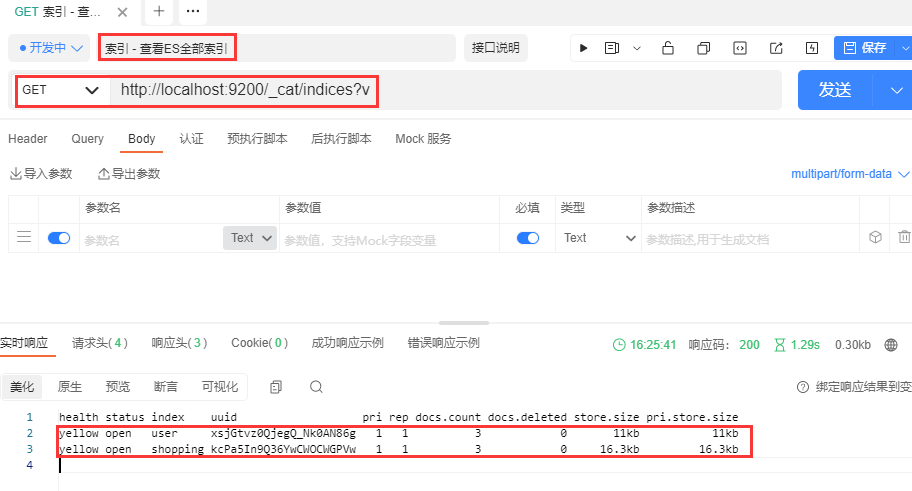 GET 索引 - 查...
开发中 索引 - 查看ES全部索引 接口说明 保存
GET http://localhost:9200/_cat/indices?v 发送
Header Query Body 认证 预执行脚本 后执行脚本 Mock 服务
导入参数 导出参数 multipart/form-data
参数名 参数值 必填 类型 参数描述
参数名 Text 参数值，支持Mock字段变量 Text 参数描述,用于生成文档
实时响应 请求头(4) 响应头(3) Cookie(0) 成功响应示例 错误响应示例 16:25:41 响应码： 200 1.29s 0.30kb
美化 原生 预览 断言 可视化 绑定响应结果到变
1 health status index uuid pri rep docs.count docs.deleted store.size pri.store.size
2 yellow open user xsjGtvz0QjegQ_Nk0AN86g 1 1 3 0 11kb 11kb
3 yellow open shopping kcPa5In9Q36YwCWOCWGPVw 1 1 3 0 16.3kb 16.3kb
4